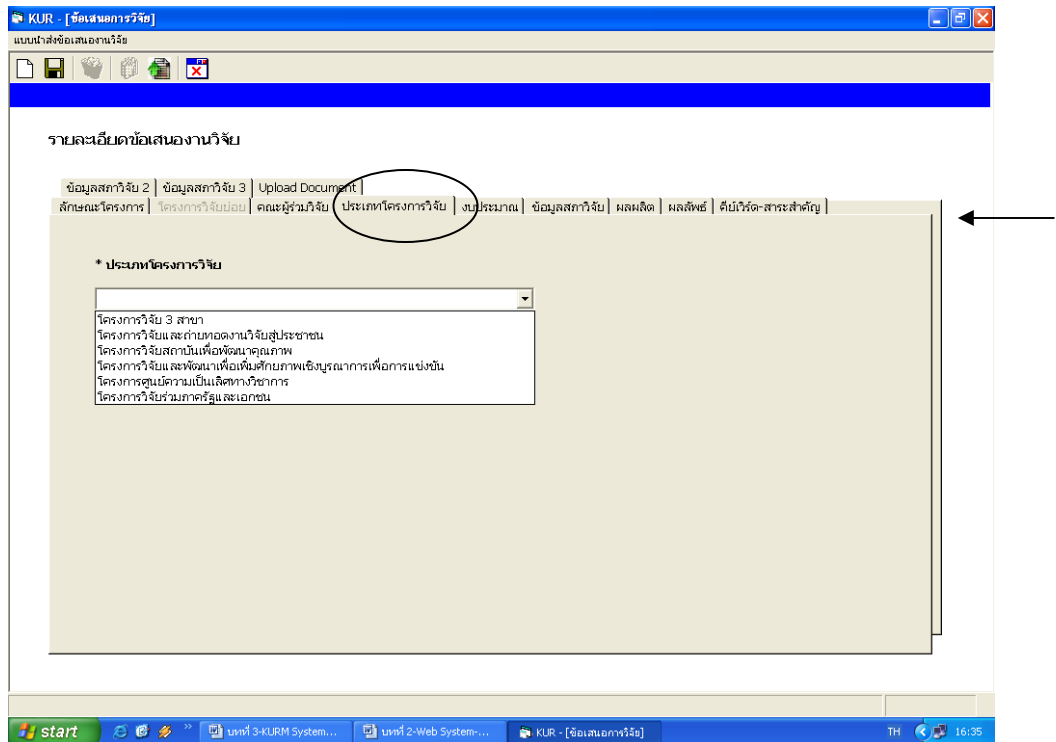 KUR - [ข้อเสนอการวิจัย]
แบบนำส่งข้อเสนองานวิจัย
รายละเอียดข้อเสนองานวิจัย
ข้อมูลสภาวิจัย 2 ข้อมูลสภาวิจัย 3 Upload Document
ลักษณะโครงการ โครงการวิจัยย่อย คณะผู้ร่วมวิจัย ประเภทโครงการวิจัย งบประมาณ ข้อมูลสภาวิจัย ผลผลิต ผลลัพธ์ คีย์เวิร์ด-สาระสำคัญ
* ประเภทโครงการวิจัย
โครงการวิจัย 3 สาขา
โครงการวิจัยและถ่ายทอดงานวิจัยสู่ประชาชน
โครงการวิจัยสถาบันเพื่อพัฒนาคุณภาพ
โครงการวิจัยและพัฒนาเพื่อเพิ่มศักยภาพเชิงบูรณาการเพื่อการแข่งขัน
โครงการศูนย์ความเป็นเลิศทางวิชาการ
โครงการวิจัยร่วมภาครัฐและเอกชน
start บทที่ 3-KURM System... บทที่ 2-Web System-... KUR - [ข้อเสนอการวิจัย] TH 16:35